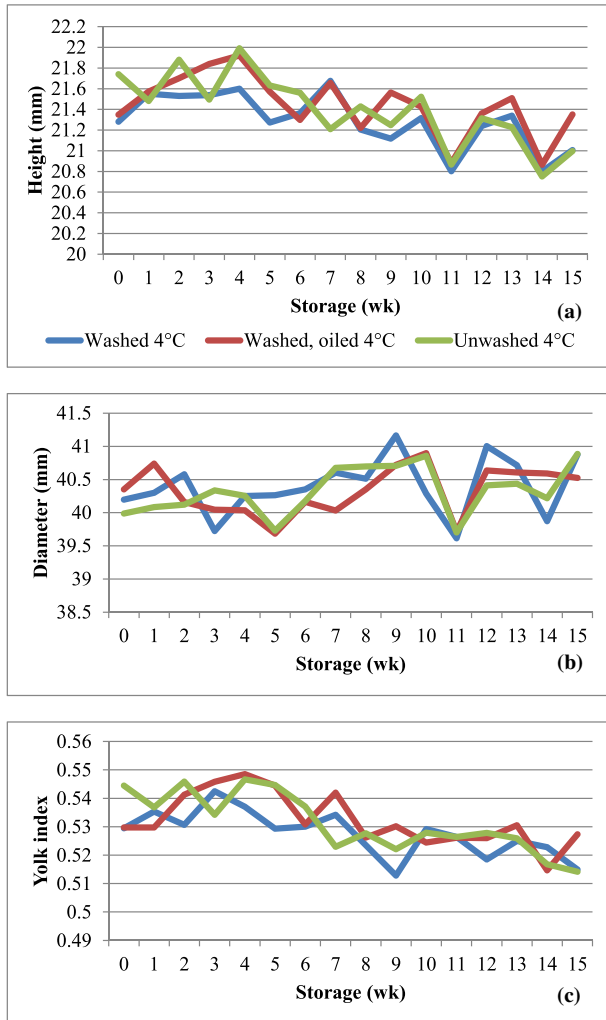 22.2
22
21.8
21.6
21.4
21.2
21
20.8
20.6
20.4
20.2
20
Height (mm)
0 1 2 3 4 5 6 7 8 9 10 11 12 13 14 15
Storage (wk)
(a)
Washed 4°C Washed, oiled 4°C Unwashed 4°C
41.5
41
40.5
40
39.5
39
38.5
Diameter (mm)
0 1 2 3 4 5 6 7 8 9 10 11 12 13 14 15
Storage (wk)
(b)
0.56
0.55
0.54
0.53
0.52
0.51
0.5
0.49
Yolk index
0 1 2 3 4 5 6 7 8 9 10 11 12 13 14 15
Storage (wk)
(c)